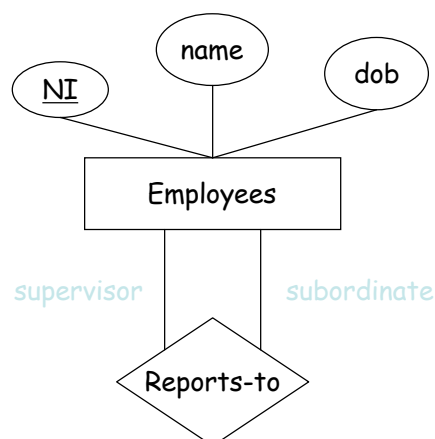 name
NI
dob
Employees
supervisor
subordinate
Reports-to